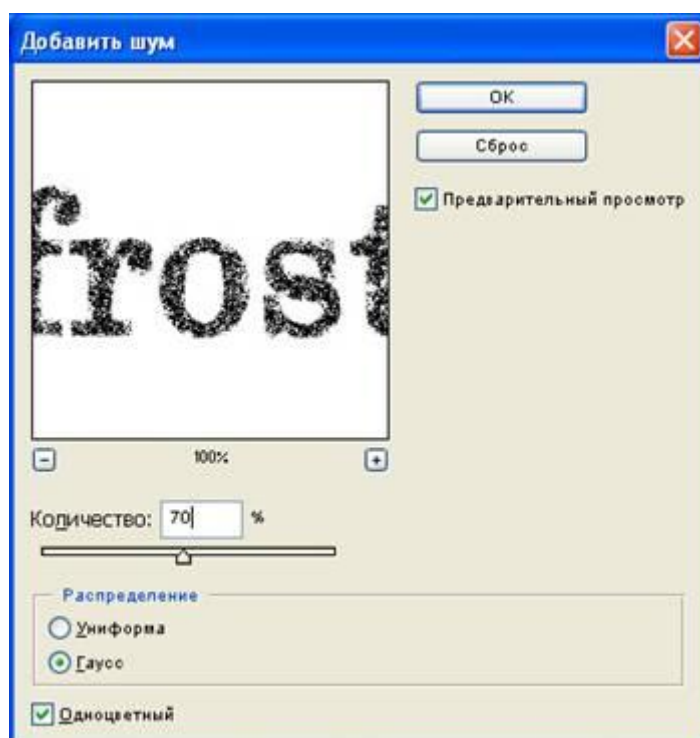 Добавить шум
OK
Сброс
Предварительный просмотр
frost
100%
Количество: 70 %
Распределение
Униформа
Гаусс
Одноцветный